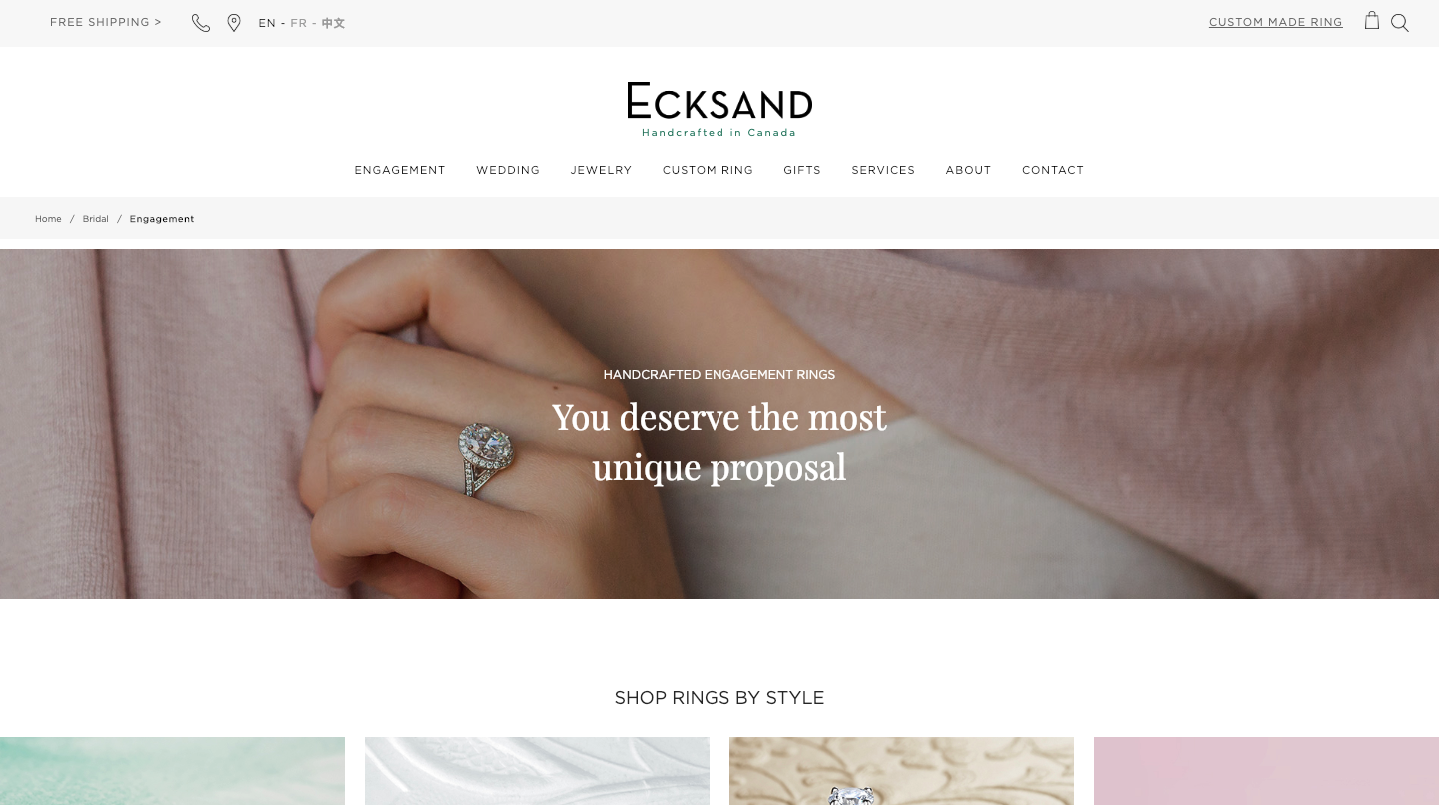 FREE SHIPPING >
EN - FR - 中文
CUSTOM MADE RING
ECKSAND
Handcrafted in Canada
ENGAGEMENT WEDDING JEWELRY CUSTOM RING GIFTS SERVICES ABOUT CONTACT
Home / Bridal / Engagement
HANDCRAFTED ENGAGEMENT RINGS
You deserve the most
unique proposal
SHOP RINGS BY STYLE